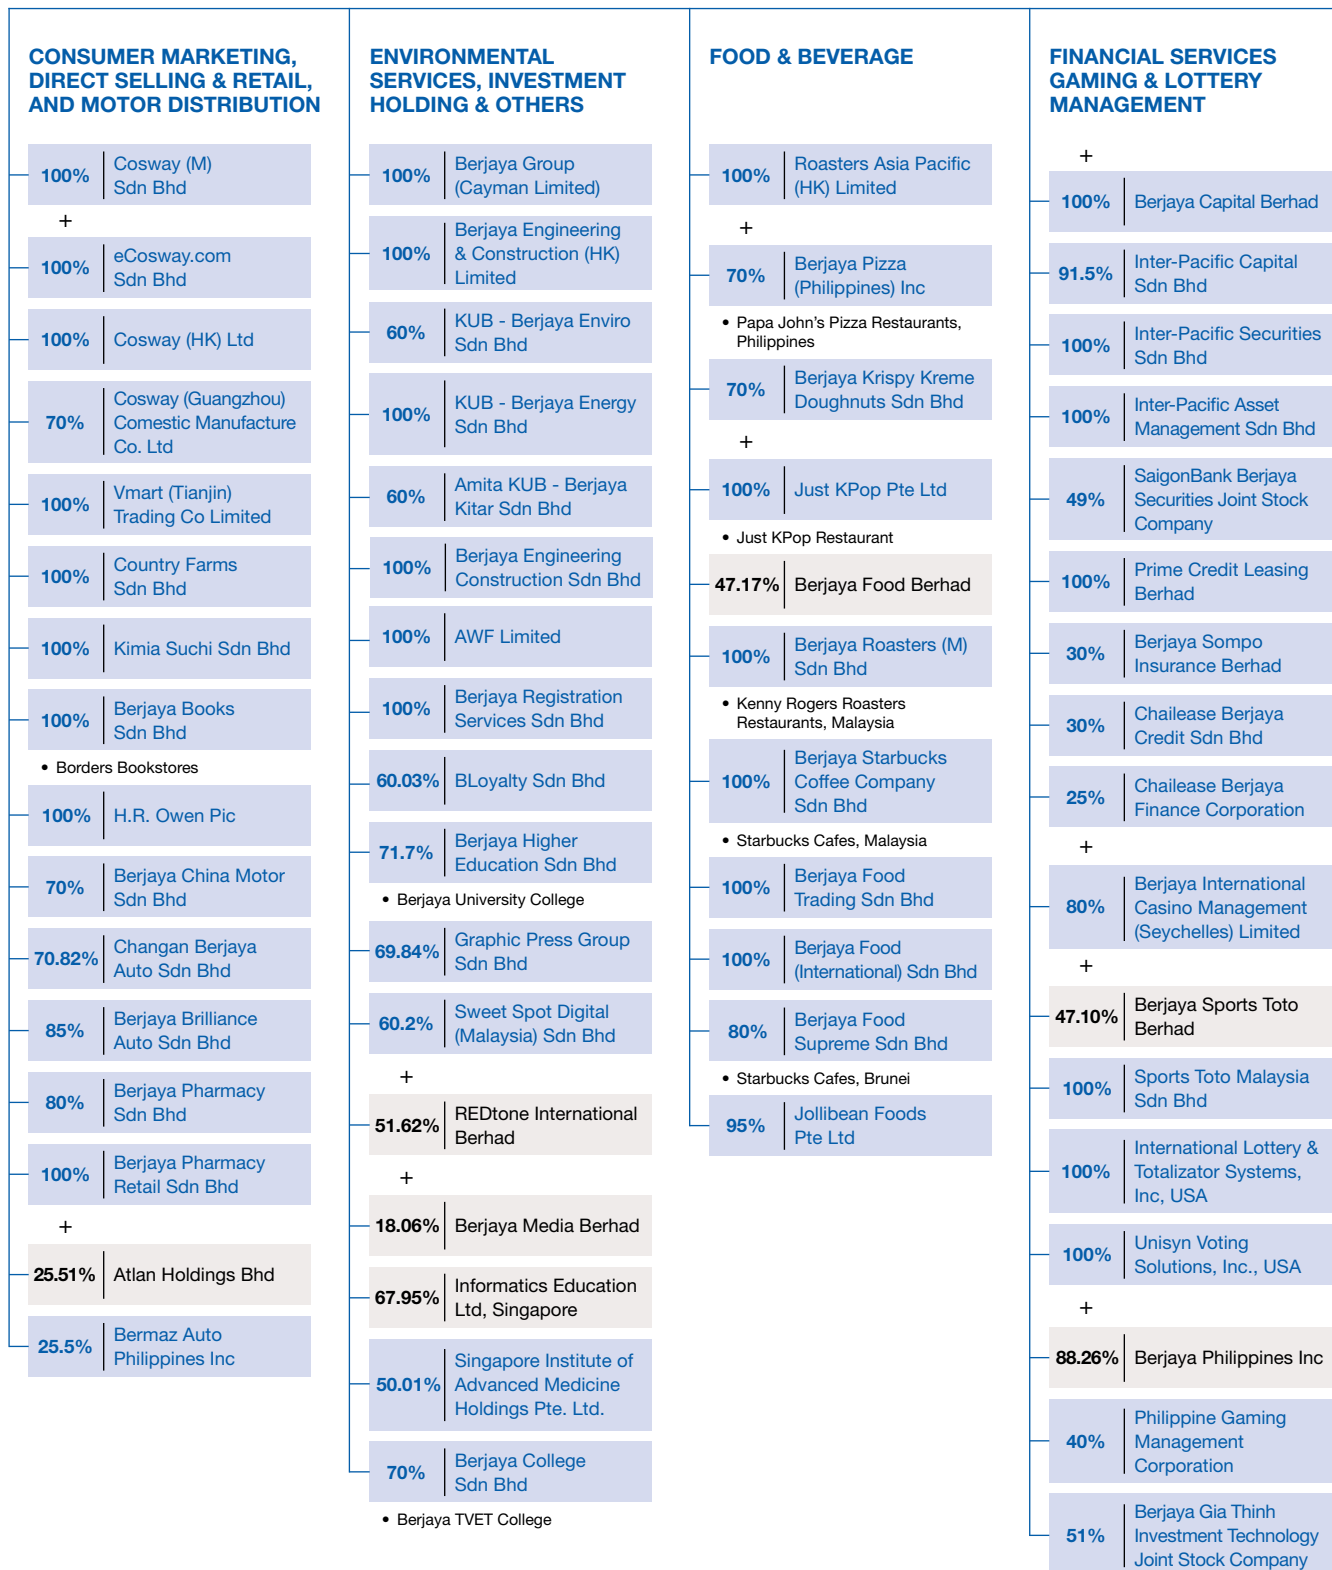 CONSUMER MARKETING,
DIRECT SELLING & RETAIL,
AND MOTOR DISTRIBUTION
100%
Cosway (M)
Sdn Bhd
+
100%
eCosway.com
Sdn Bhd
100%
Cosway (HK) Ltd
70%
Cosway (Guangzhou)
Comestic Manufacture
Co. Ltd
100%
Vmart (Tianjin)
Trading Co Limited
100%
Country Farms
Sdn Bhd
100%
Kimia Suchi Sdn Bhd
100%
Berjaya Books
Sdn Bhd
• Borders Bookstores
100%
H.R. Owen Pic
70%
Berjaya China Motor
Sdn Bhd
70.82%
Changan Berjaya
Auto Sdn Bhd
85%
Berjaya Brilliance
Auto Sdn Bhd
80%
Berjaya Pharmacy
Sdn Bhd
100%
Berjaya Pharmacy
Retail Sdn Bhd
+
25.51%
Atlan Holdings Bhd
25.5%
Bermaz Auto
Philippines Inc
ENVIRONMENTAL
SERVICES, INVESTMENT
HOLDING & OTHERS
100%
Berjaya Group
(Cayman Limited)
100%
Berjaya Engineering
& Construction (HK)
Limited
60%
KUB - Berjaya Enviro
Sdn Bhd
100%
KUB - Berjaya Energy
Sdn Bhd
60%
Amita KUB - Berjaya
Kitar Sdn Bhd
100%
Berjaya Engineering
Construction Sdn Bhd
100%
AWF Limited
100%
Berjaya Registration
Services Sdn Bhd
60.03%
BLoyalty Sdn Bhd
71.7%
Berjaya Higher
Education Sdn Bhd
• Berjaya University College
69.84%
Graphic Press Group
Sdn Bhd
60.2%
Sweet Spot Digital
(Malaysia) Sdn Bhd
+
51.62%
REDtone International
Berhad
+
18.06%
Berjaya Media Berhad
67.95%
Informatics Education
Ltd, Singapore
50.01%
Singapore Institute of
Advanced Medicine
Holdings Pte. Ltd.
70%
Berjaya College
Sdn Bhd
• Berjaya TVET College
FOOD & BEVERAGE
100%
Roasters Asia Pacific
(HK) Limited
+
70%
Berjaya Pizza
(Philippines) Inc
• Papa John's Pizza Restaurants,
Philippines
70%
Berjaya Krispy Kreme
Doughnuts Sdn Bhd
+
100%
Just KPop Pte Ltd
• Just KPop Restaurant
47.17%
Berjaya Food Berhad
100%
Berjaya Roasters (M)
Sdn Bhd
• Kenny Rogers Roasters
Restaurants, Malaysia
100%
Berjaya Starbucks
Coffee Company
Sdn Bhd
• Starbucks Cafes, Malaysia
100%
Berjaya Food
Trading Sdn Bhd
100%
Berjaya Food
(International) Sdn Bhd
80%
Berjaya Food
Supreme Sdn Bhd
• Starbucks Cafes, Brunei
95%
Jollibean Foods
Pte Ltd
FINANCIAL SERVICES
GAMING & LOTTERY
MANAGEMENT
+
100%
Berjaya Capital Berhad
91.5%
Inter-Pacific Capital
Sdn Bhd
100%
Inter-Pacific Securities
Sdn Bhd
100%
Inter-Pacific Asset
Management Sdn Bhd
49%
SaigonBank Berjaya
Securities Joint Stock
Company
100%
Prime Credit Leasing
Berhad
30%
Berjaya Sompo
Insurance Berhad
30%
Chailease Berjaya
Credit Sdn Bhd
25%
Chailease Berjaya
Finance Corporation
+
80%
Berjaya International
Casino Management
(Seychelles) Limited
+
47.10%
Berjaya Sports Toto
Berhad
100%
Sports Toto Malaysia
Sdn Bhd
100%
International Lottery &
Totalizator Systems,
Inc, USA
100%
Unisyn Voting
Solutions, Inc., USA
+
88.26%
Berjaya Philippines Inc
40%
Philippine Gaming
Management
Corporation
51%
Berjaya Gia Thinh
Investment Technology
Joint Stock Company